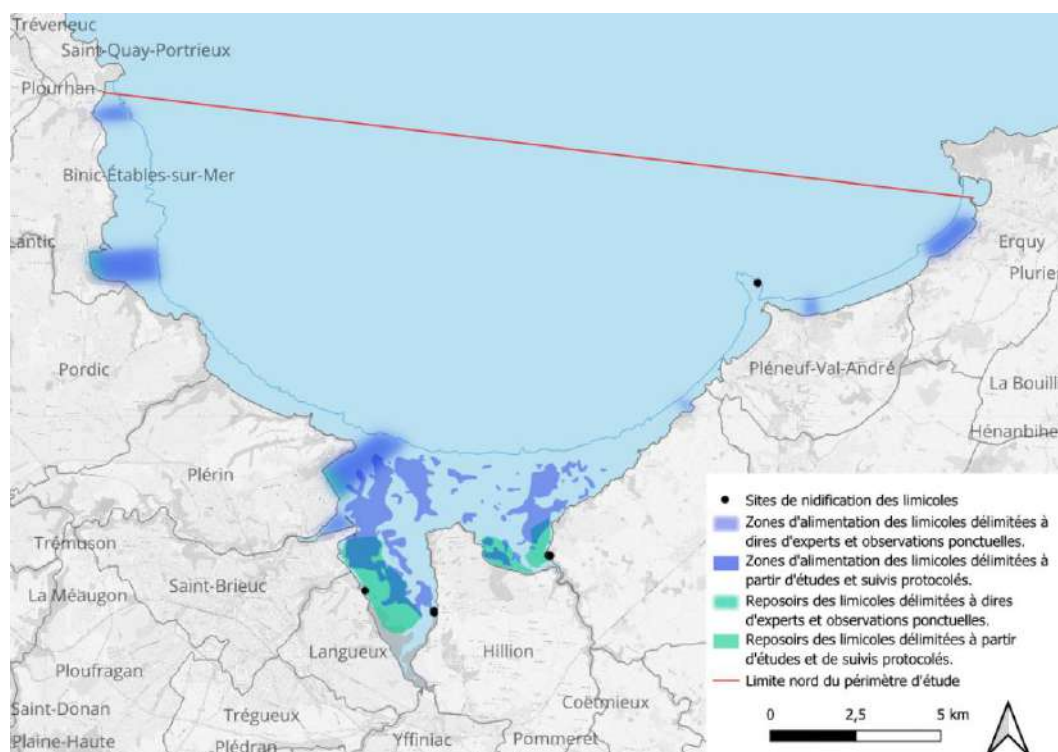 Tréveneuc
Saint-Quay-Portrieux
Plourhan
Binic-Étables-sur-Mer
Lantic
Erquy
Plurien
Pordic
Pléneuf-Val-André
La Bouill
Hénanbihe
Plérin
Trémuson
Saint-Brieuc
La Méaugon
Langueux
Hillion
Ploufragan
Coëtmieux
Saint-Donan
Trégueux
Plaine-Haute
Plédran
Yffiniac
Pommeret
Sites de nidification des limicoles
Zones d'alimentation des limicoles délimitées à
dires d'experts et observations ponctuelles.
Zones d'alimentation des limicoles délimitées à
partir d'études et suivis protocolés.
Reposoirs des limicoles délimitées à dires
d'experts et observations ponctuelles.
Reposoirs des limicoles délimitées à partir
d'études et de suivis protocolés.
Limite nord du périmètre d'étude
0 2,5 5 km